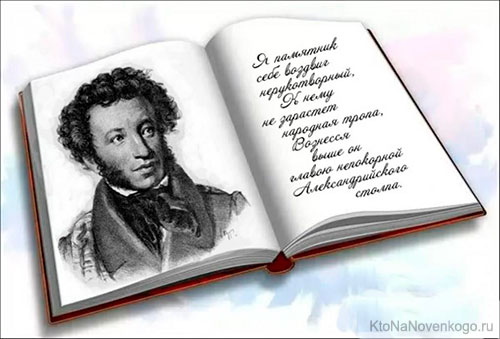 Я памятник
себе воздвиг
нерукотворный,
К нему
не зарастет
народная тропа,
Вознесся
выше он
главою непокорной
Александрийского
столпа.
KtoNaNovenkogo.ru